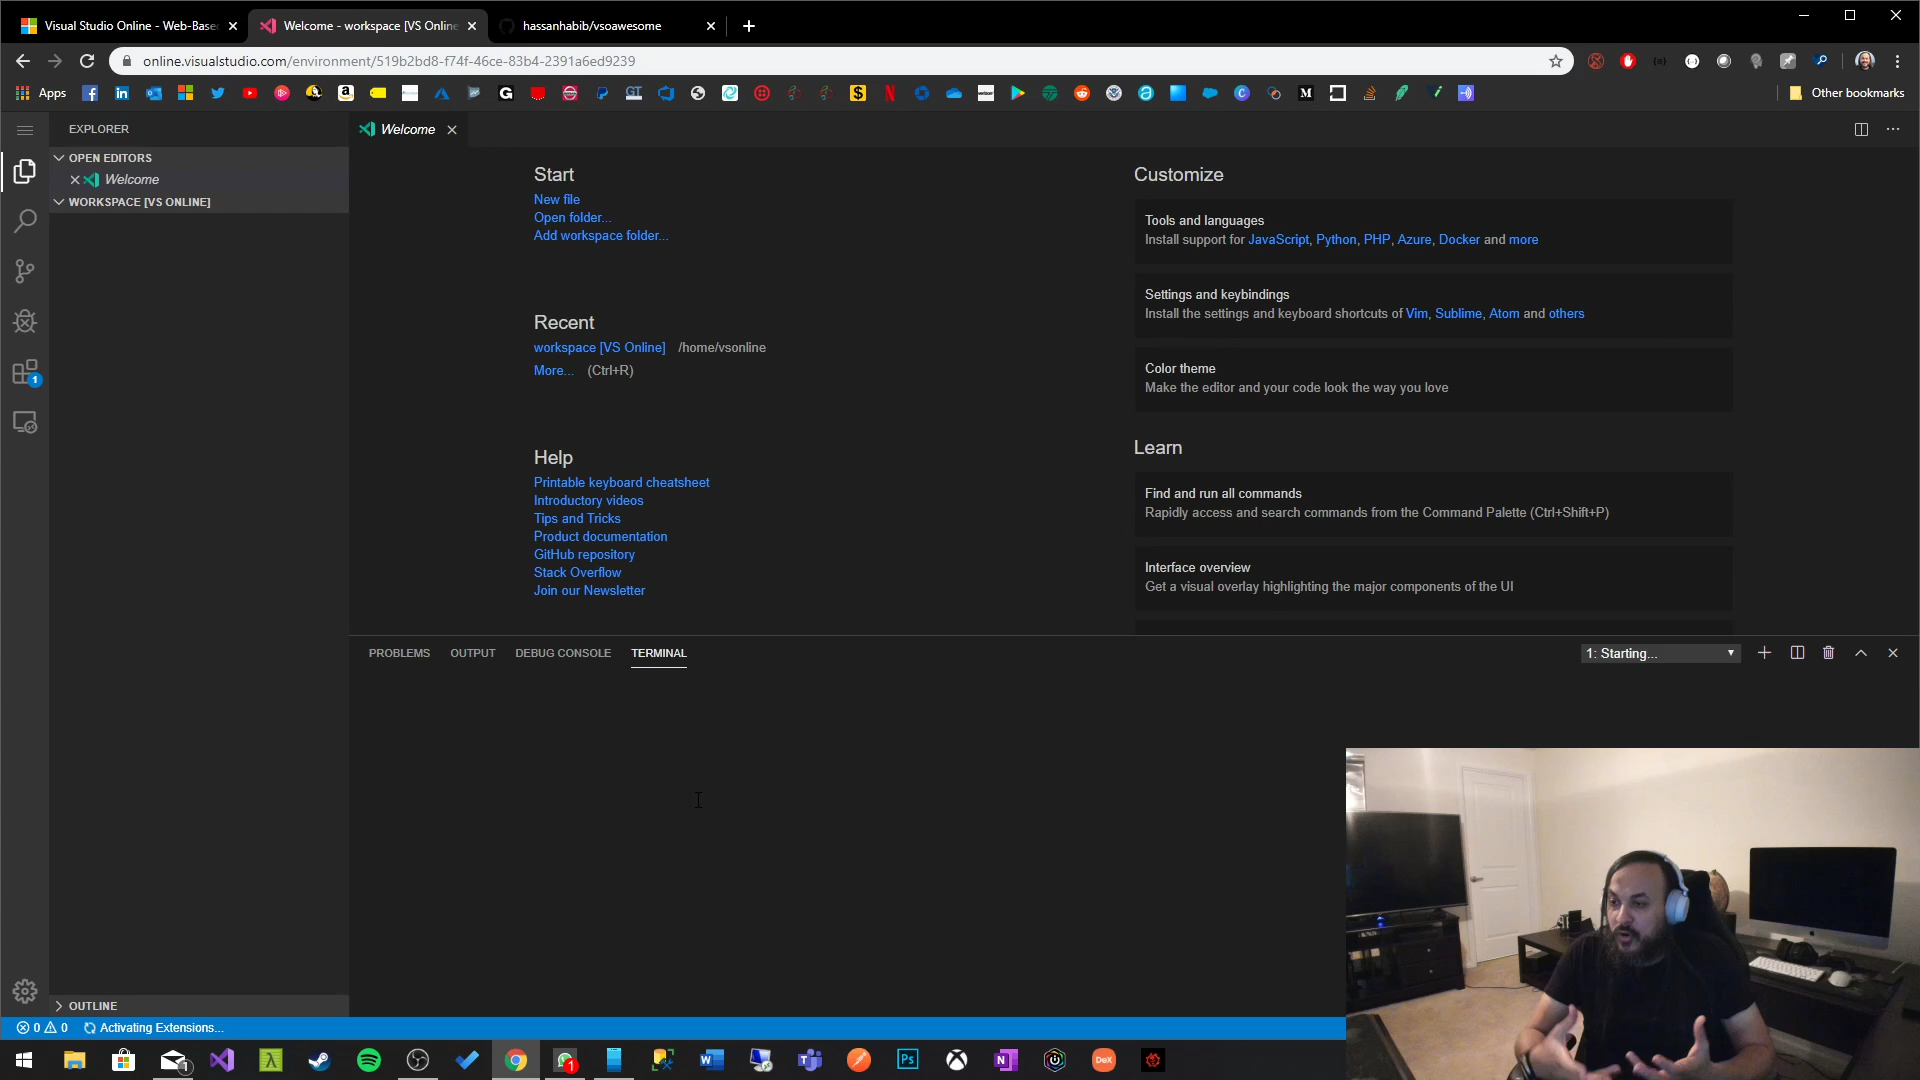 Visual Studio Online - Web-Base
Welcome - workspace [VS Online
hassanhabib/vsoawesome
online.visualstudio.com/environment/519b2bd8-f74f-46ce-83b4-2391a6ed9239
Apps
Other bookmarks
EXPLORER
OPEN EDITORS
Welcome
WORKSPACE [VS ONLINE]
1
OUTLINE
Welcome
Start
New file
Open folder...
Add workspace folder...
Recent
workspace [VS Online] /home/vsonline
More... (Ctrl+R)
Help
Printable keyboard cheatsheet
Introductory videos
Tips and Tricks
Product documentation
GitHub repository
Stack Overflow
Join our Newsletter
Customize
Tools and languages
Install support for JavaScript, Python, PHP, Azure, Docker and more
Settings and keybindings
Install the settings and keyboard shortcuts of Vim, Sublime, Atom and others
Color theme
Make the editor and your code look the way you love
Learn
Find and run all commands
Rapidly access and search commands from the Command Palette (Ctrl+Shift+P)
Interface overview
Get a visual overlay highlighting the major components of the UI
PROBLEMS OUTPUT DEBUG CONSOLE TERMINAL
1: Starting...
0 0 Activating Extensions...